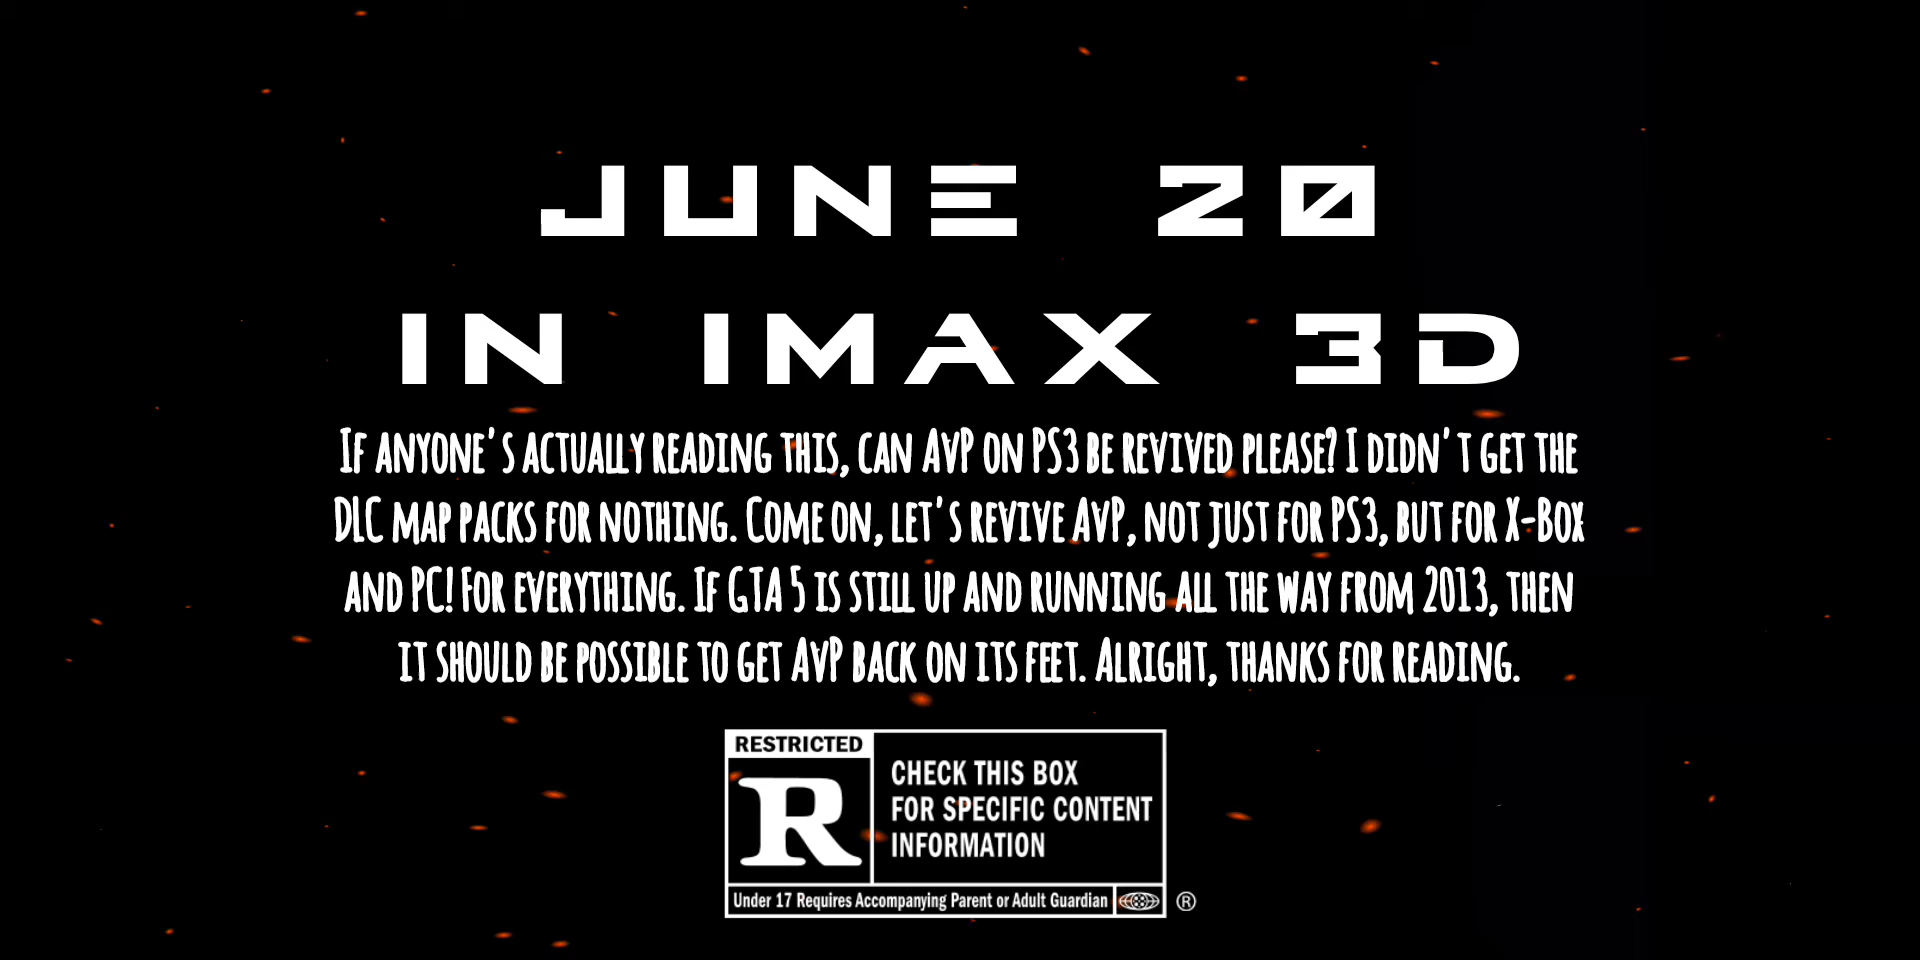 JUNE 20
IN IMAX 3D
If anyone's actually reading this, can AvP on PS3 be revived please? I didn't get the
DLC map packs for nothing. Come on, let's revive AvP, not just for PS3, but for X-Box
and PC! For everything. If GTA 5 is still up and running all the way from 2013, then
it should be possible to get AvP back on its feet. Alright, thanks for reading.
RESTRICTED
R
CHECK THIS BOX
FOR SPECIFIC CONTENT
INFORMATION
Under 17 Requires Accompanying Parent or Adult Guardian
®